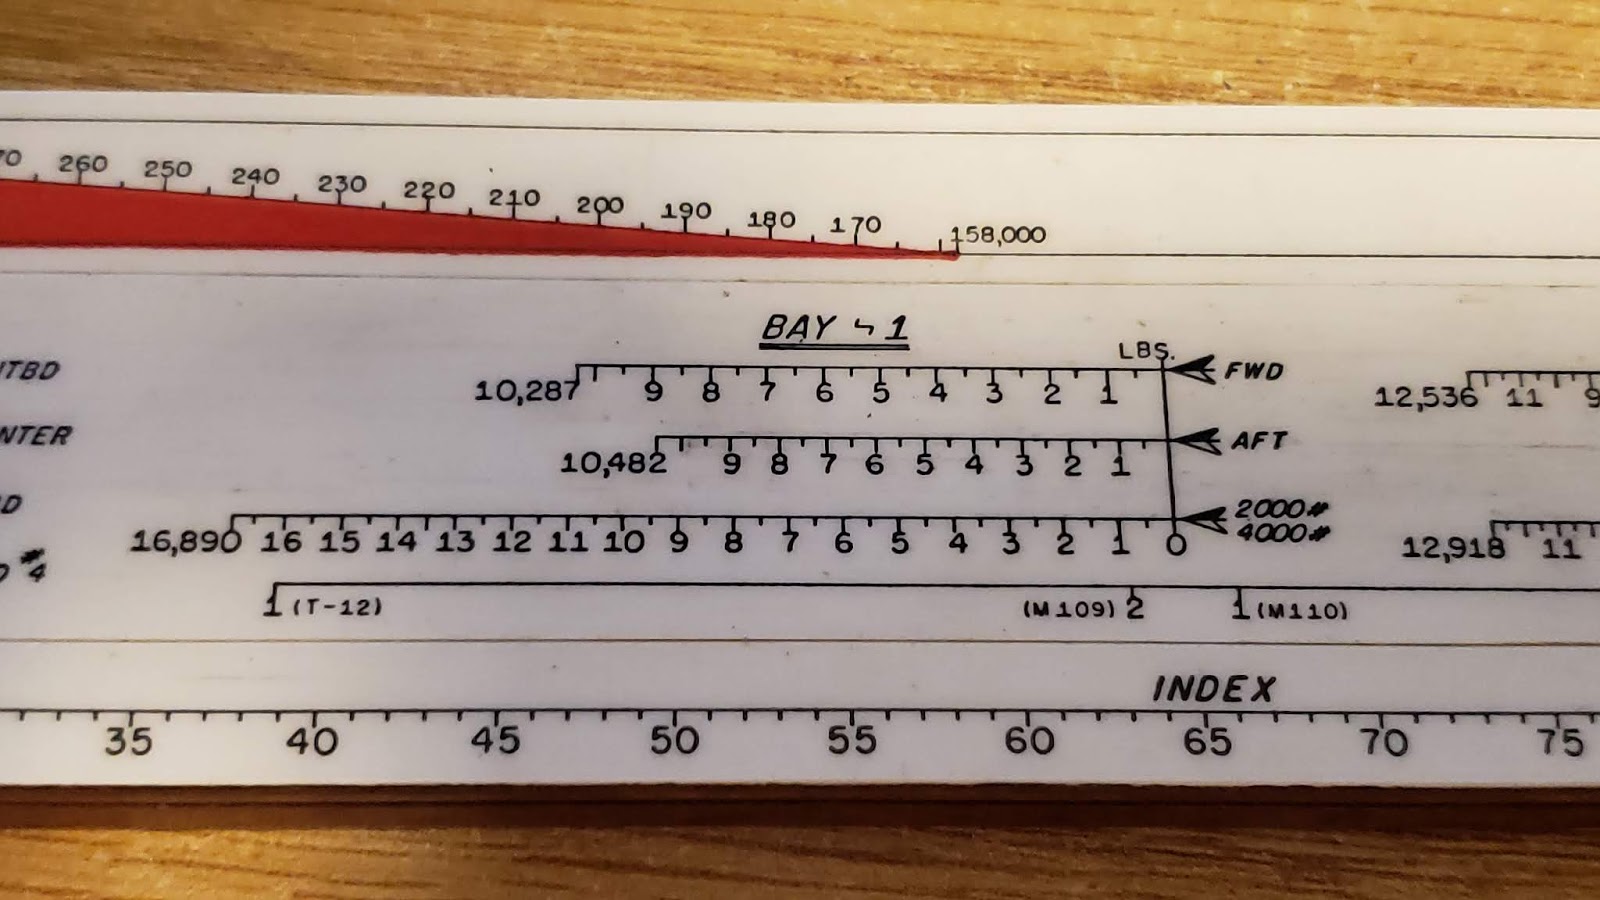 70 260 250 240 230 220 210 200 190 180 170 158,000
BAY ϟ 1
LBS.
10,287 9 8 7 6 5 4 3 2 1 FWD
12,536 11 9
10,482 9 8 7 6 5 4 3 2 1 AFT
NTER
16,890 16 15 14 13 12 11 10 9 8 7 6 5 4 3 2 1 0 2000#
4000#
12,918 11
#4
1 (T-12) (M109) 2 1 (M110)
INDEX
35 40 45 50 55 60 65 70 75